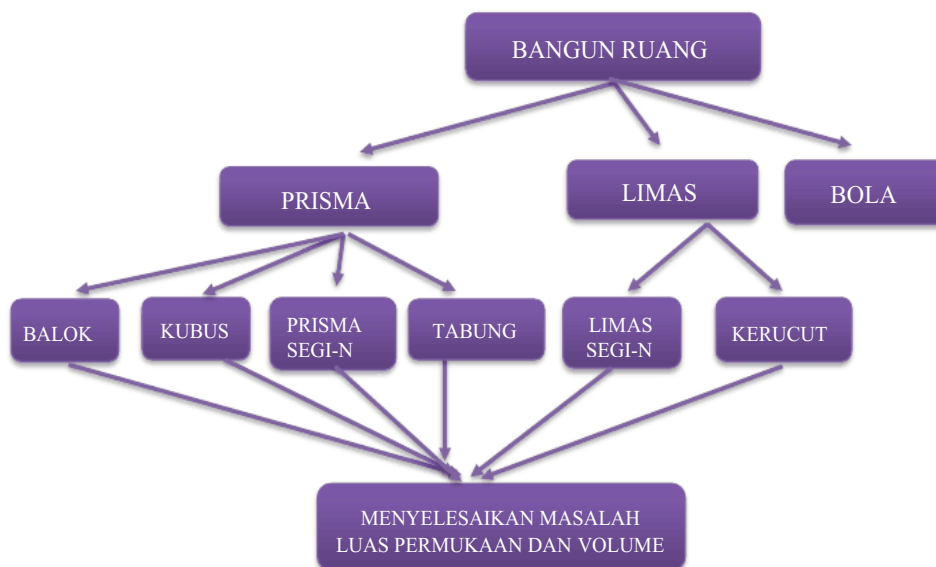 BANGUN RUANG
PRISMA
LIMAS
BOLA
BALOK
KUBUS
PRISMA
SEGI-N
TABUNG
LIMAS
SEGI-N
KERUCUT
MENYELESAIKAN MASALAH
LUAS PERMUKAAN DAN VOLUME